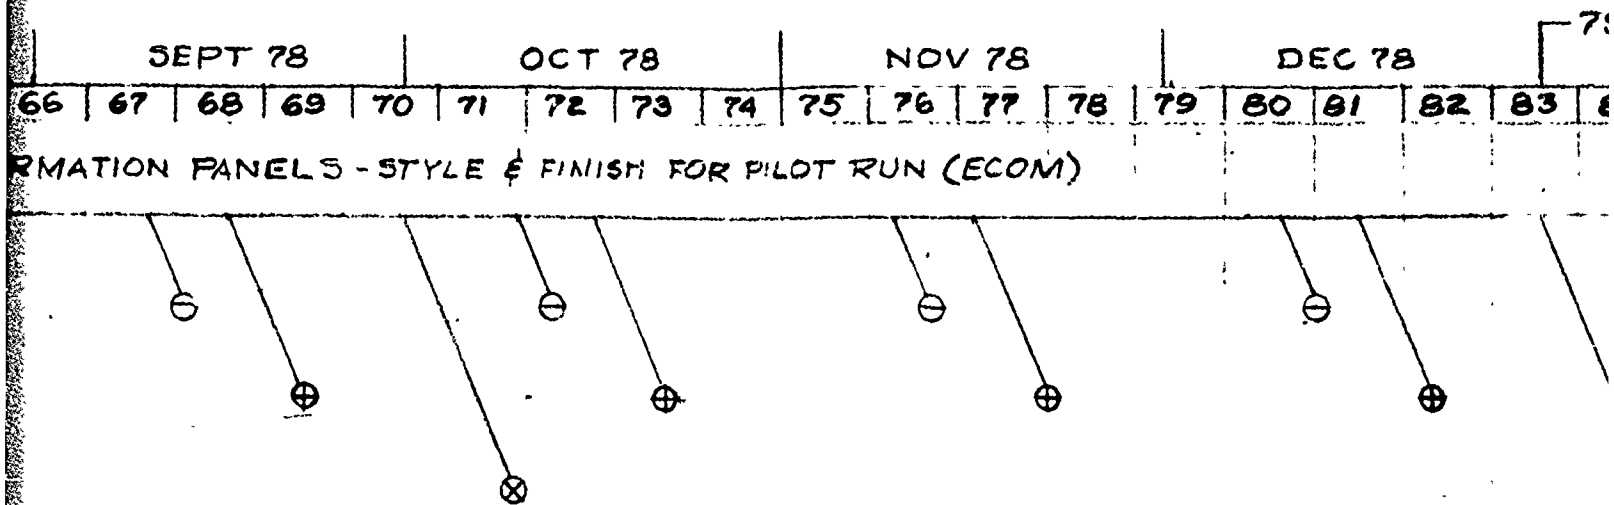 SEPT 78 OCT 78 NOV 78 DEC 78
66 67 68 69 70 71 72 73 74 75 76 77 78 79 80 81 82 83
PANELS - STYLE & FINISH FOR PILOT RUN (ECOM)